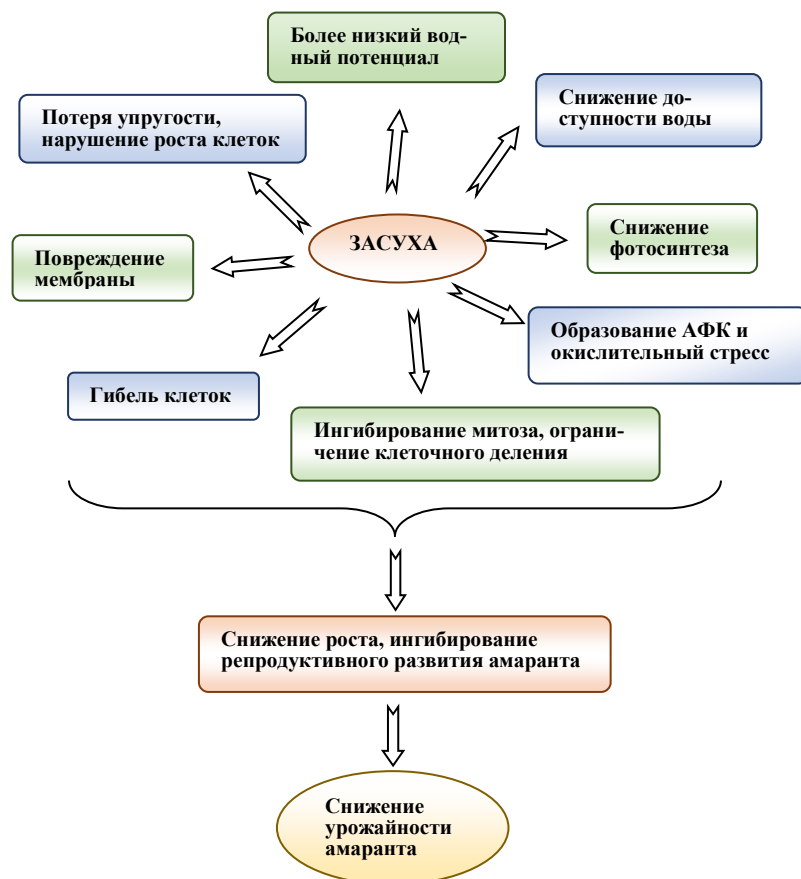 Более низкий вод-
ный потенциал
Потеря упругости,
нарушение роста клеток
Снижение до-
ступности воды
ЗАСУХА
Снижение
фотосинтеза
Повреждение
мембраны
Образование АФК и
окислительный стресс
Гибель клеток
Ингибирование митоза, ограни-
чение клеточного деления
Снижение роста, ингибирование
репродуктивного развития амаранта
Снижение
урожайности
амаранта